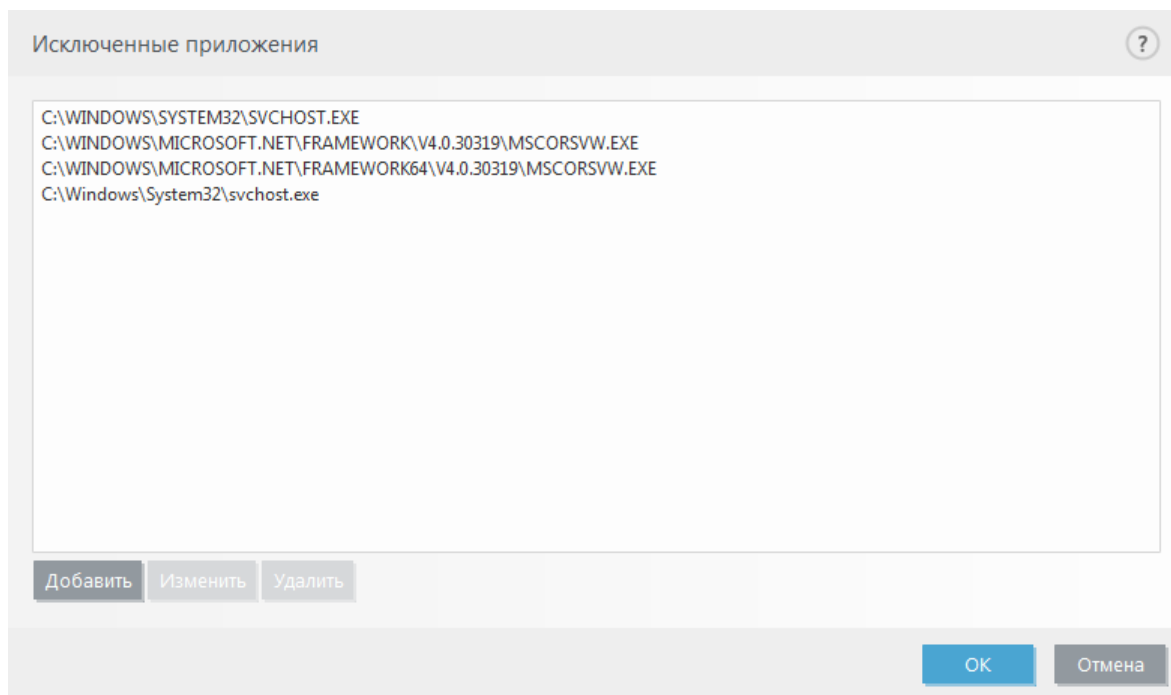 Исключенные приложения
?
C:\WINDOWS\SYSTEM32\SVCHOST.EXE
C:\WINDOWS\MICROSOFT.NET\FRAMEWORK\V4.0.30319\MSCORSVW.EXE
C:\WINDOWS\MICROSOFT.NET\FRAMEWORK64\V4.0.30319\MSCORSVW.EXE
C:\Windows\System32\svchost.exe
Добавить Изменить Удалить
OK Отмена